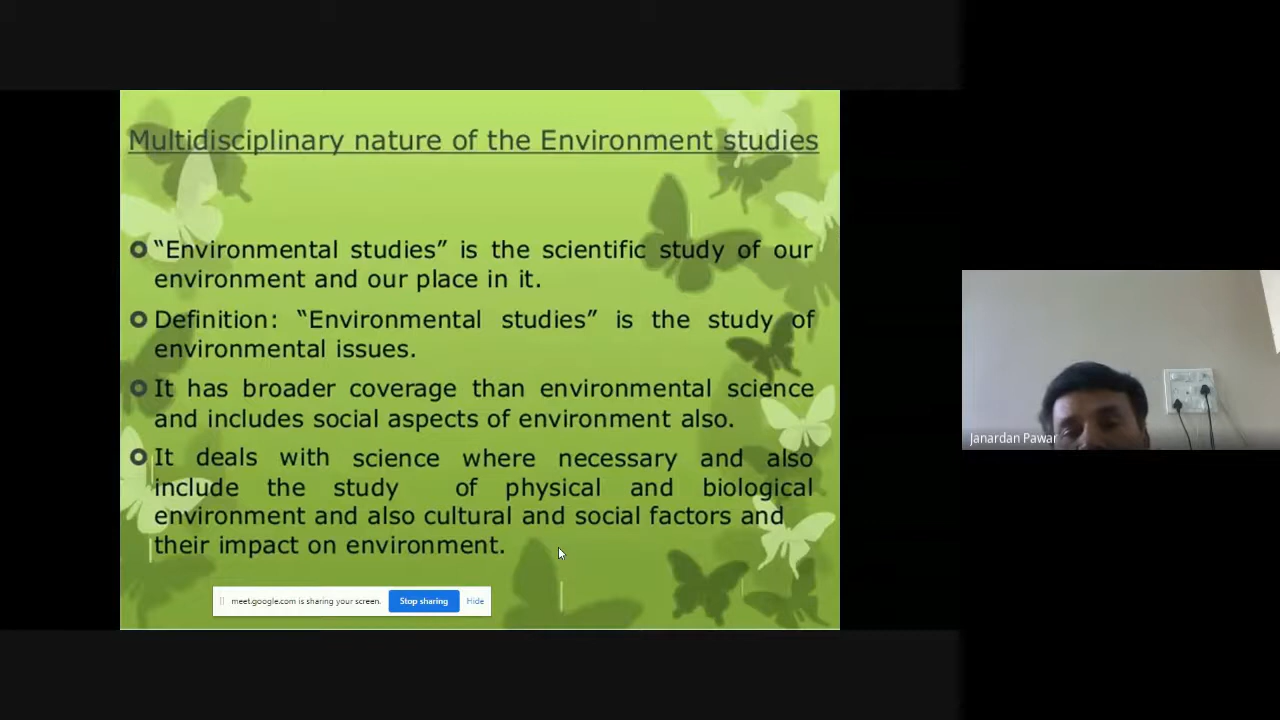 Multidisciplinary nature of the Environment studies
“Environmental studies” is the scientific study of our
environment and our place in it.
Definition: “Environmental studies” is the study of
environmental issues.
It has broader coverage than environmental science
and includes social aspects of environment also.
It deals with science where necessary and also
include the study of physical and biological
environment and also cultural and social factors and
their impact on environment.
meet.google.com is sharing your screen.
Stop sharing
Hide
Janardan Pawar